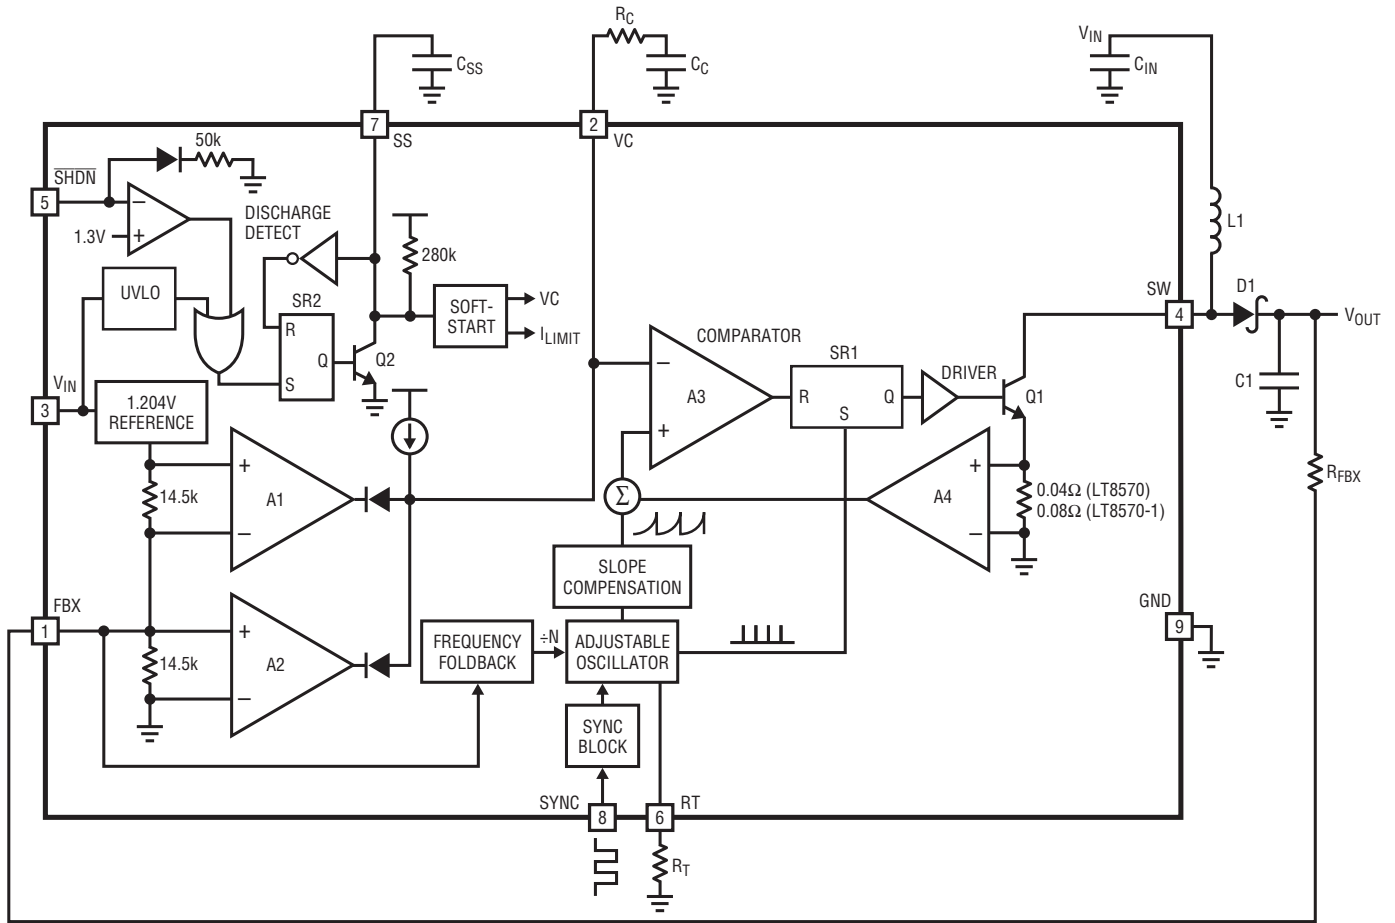 RC
CC
CSS
VIN
CIN
7
SS
2
VC
50k
SHDN
5
1.3V
+
−
DISCHARGE
DETECT
280k
L1
UVLO
SR2
R
Q
S
Q2
SOFT-
START
VC
ILIMIT
SW
4
D1
VOUT
C1
COMPARATOR
A3
−
+
SR1
R
Q
S
DRIVER
Q1
VIN
3
1.204V
REFERENCE
14.5k
+
A1
−
Σ
+
A4
−
0.04Ω (LT8570)
0.08Ω (LT8570-1)
RFBX
SLOPE
COMPENSATION
FBX
1
14.5k
+
A2
−
FREQUENCY
FOLDBACK
÷N
ADJUSTABLE
OSCILLATOR
GND
9
SYNC
BLOCK
SYNC
8
6
RT
RT